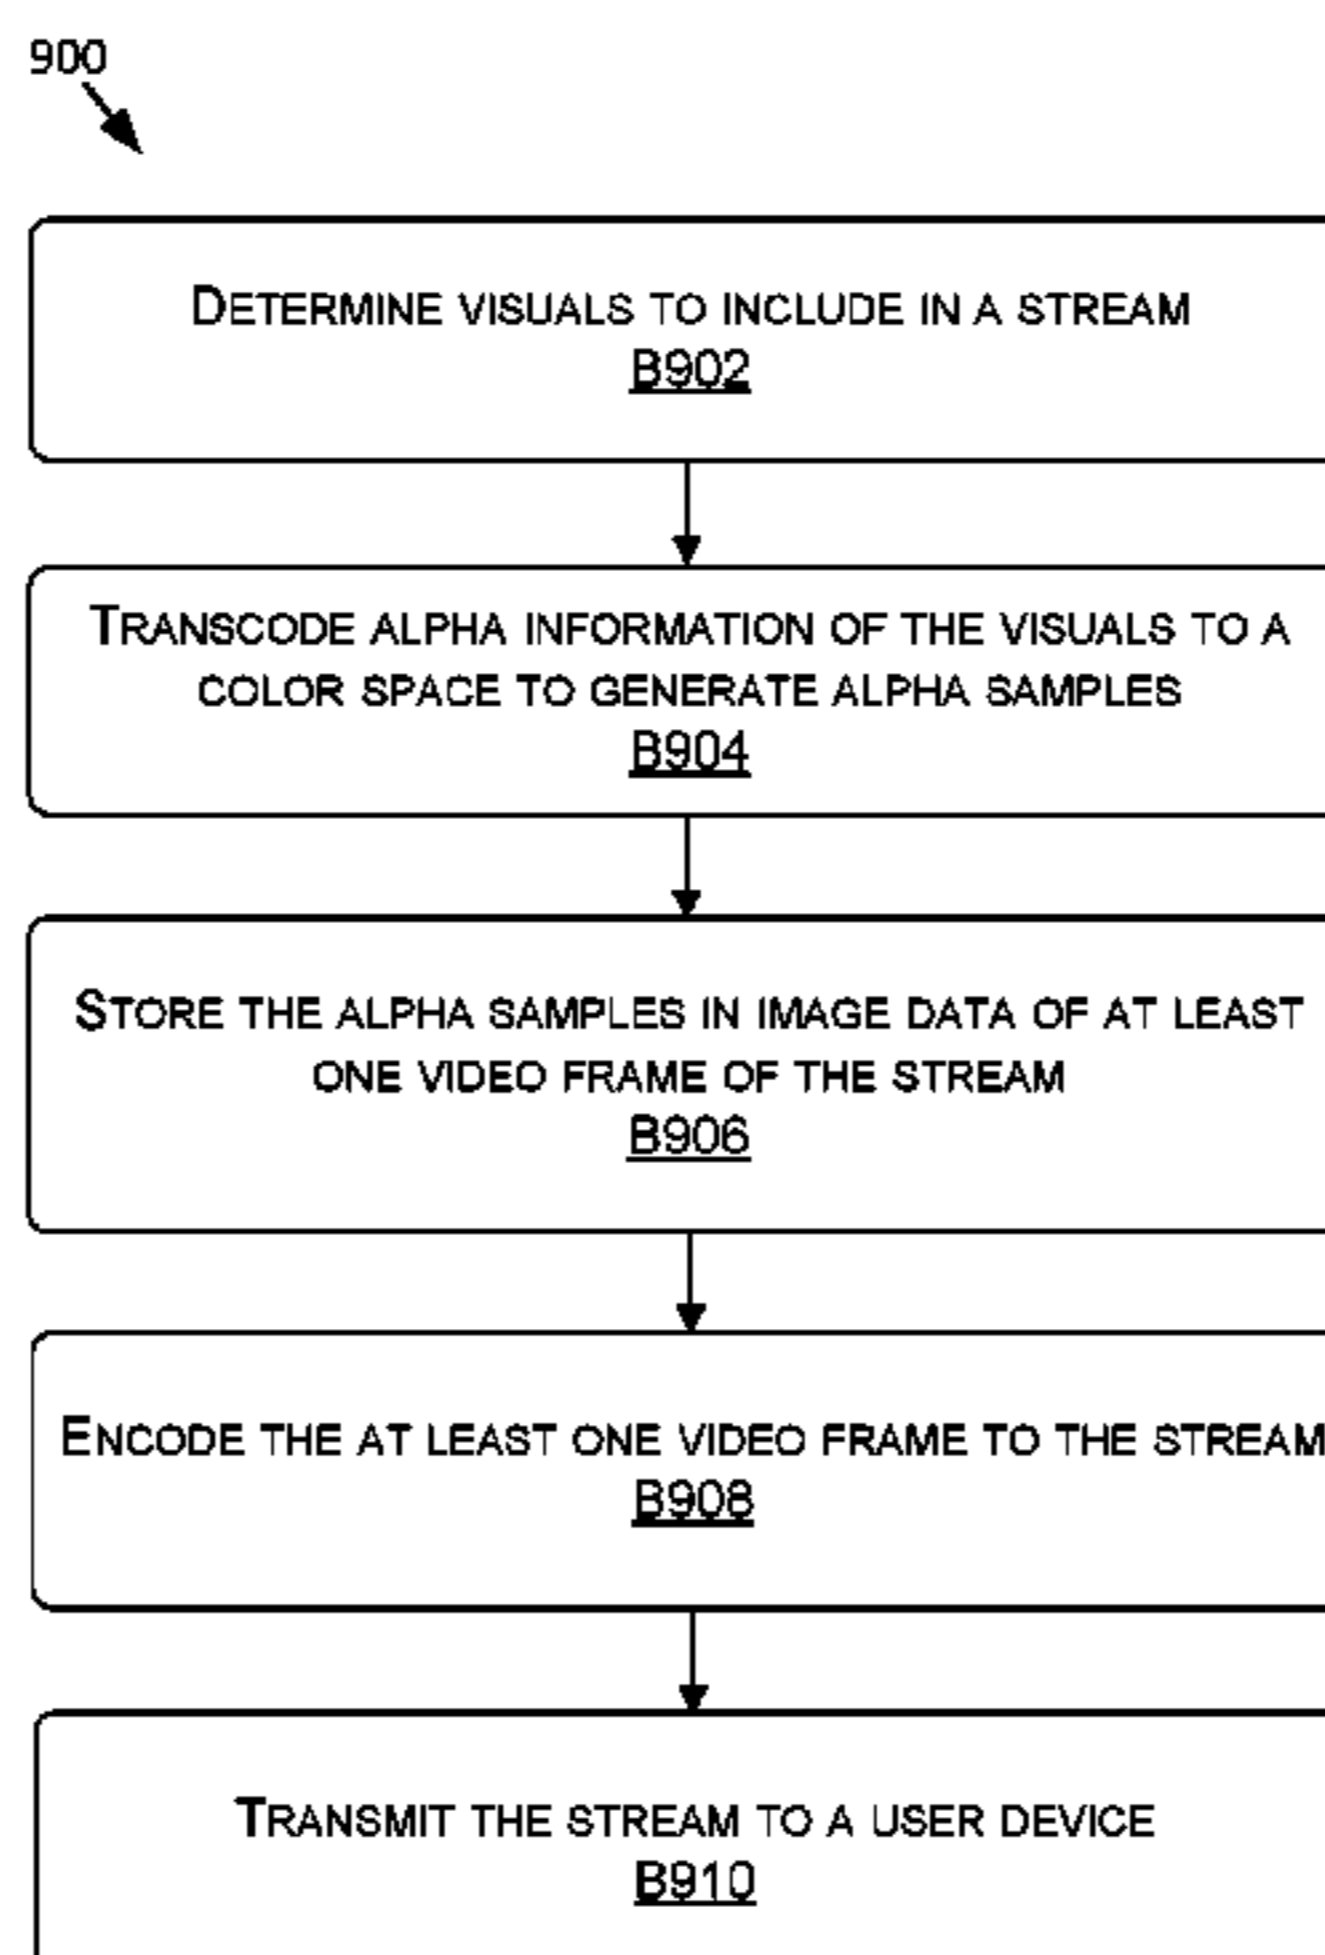 900
DETERMINE VISUALS TO INCLUDE IN A STREAM
B902
TRANSCODE ALPHA INFORMATION OF THE VISUALS TO A
COLOR SPACE TO GENERATE ALPHA SAMPLES
B904
STORE THE ALPHA SAMPLES IN IMAGE DATA OF AT LEAST
ONE VIDEO FRAME OF THE STREAM
B906
ENCODE THE AT LEAST ONE VIDEO FRAME TO THE STREAM
B908
TRANSMIT THE STREAM TO A USER DEVICE
B910